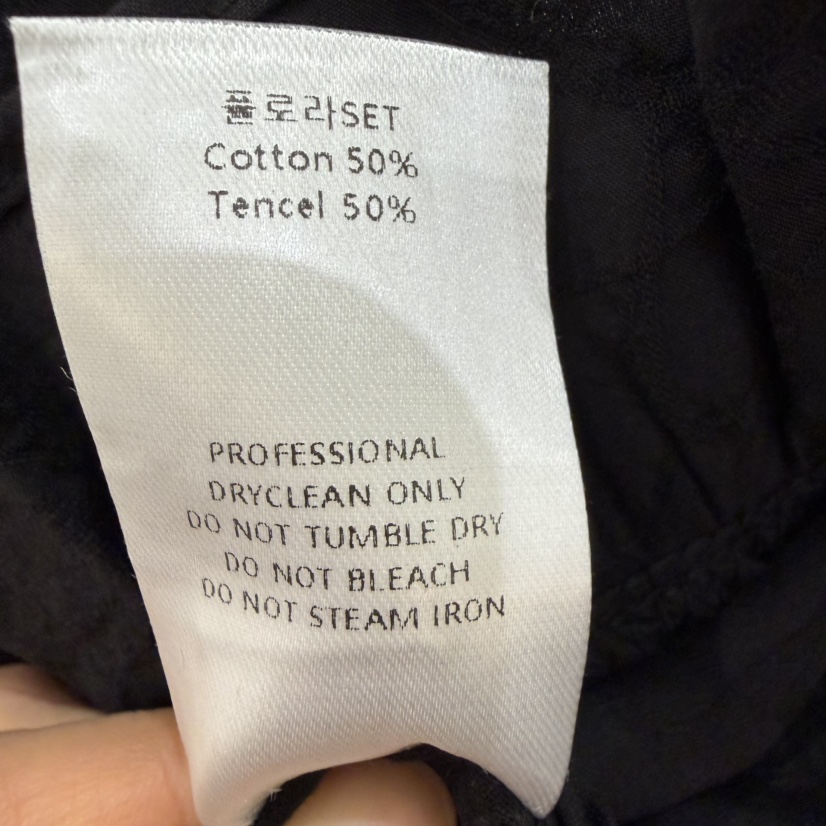 플로라SET
Cotton 50%
Tencel 50%
PROFESSIONAL
DRYCLEAN ONLY
DO NOT TUMBLE DRY
DO NOT BLEACH
DO NOT STEAM IRON